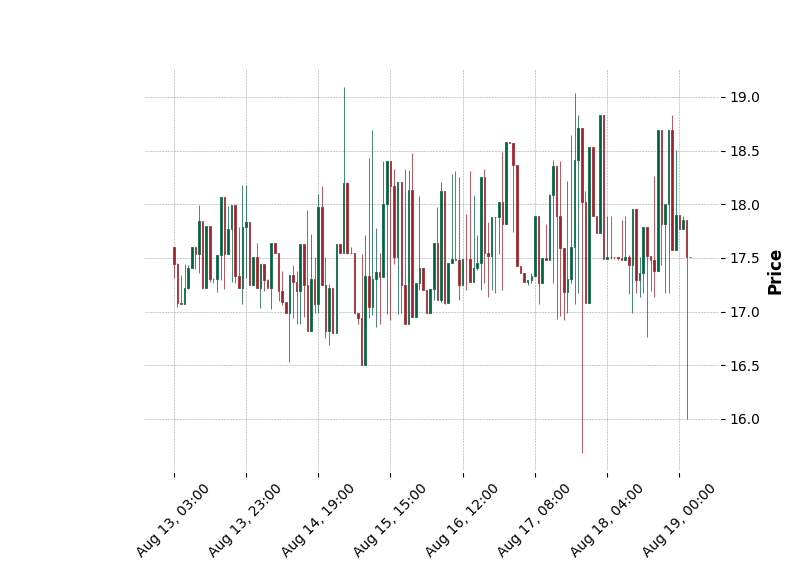 19.0
18.5
18.0
17.5
17.0
16.5
16.0
Price
Aug 13, 03:00
Aug 13, 23:00
Aug 14, 19:00
Aug 15, 15:00
Aug 16, 12:00
Aug 17, 08:00
Aug 18, 04:00
Aug 19, 00:00